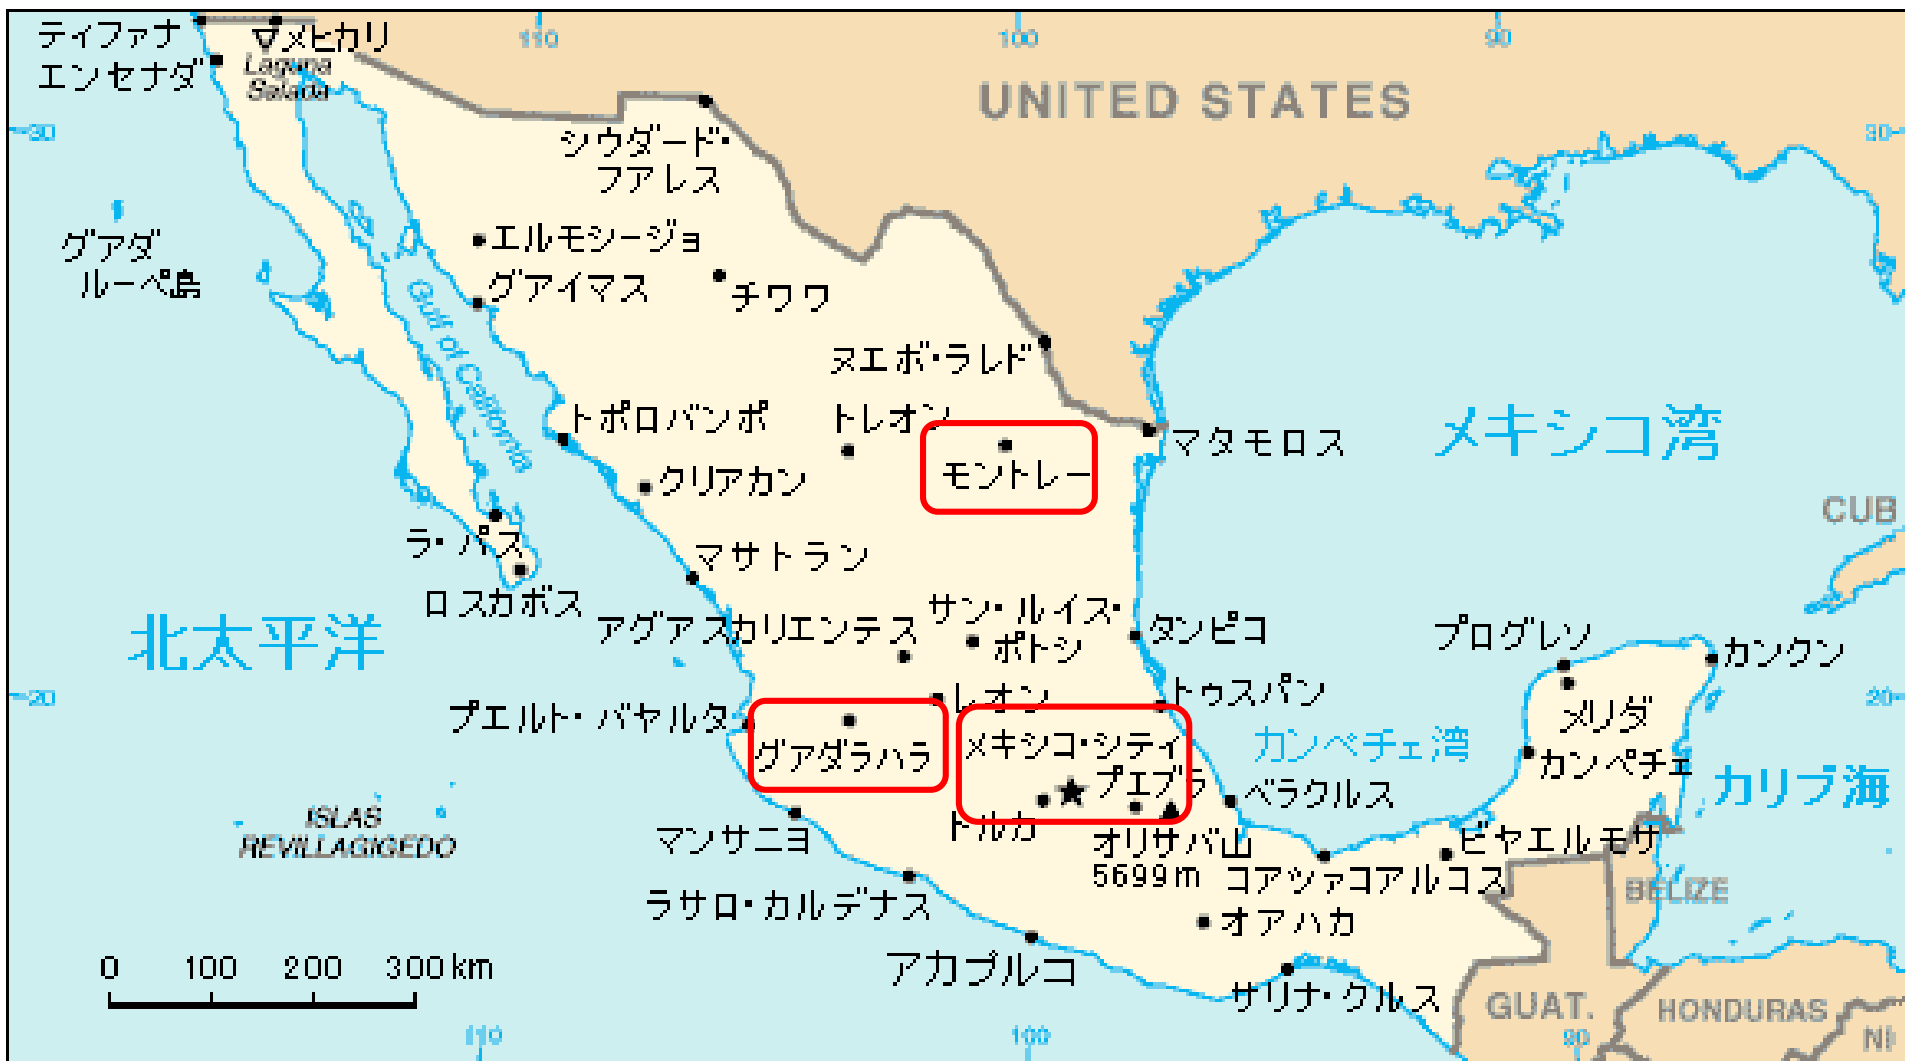 ティファナ
メヒカリ
110
100
90
エンセナダ
Laguna
Salada
UNITED STATES
30
30
シウダード・
フアレス
グアダ
ルーペ島
エルモシージョ
グアイマス
チワワ
Gulf of California
ヌエボ・ラレド
トポロバンポ
トレオン
モントレー
マタモロス
メキシコ湾
クリアカン
CUB
ラ・パス
マサトラン
ロスカボス
北太平洋
アグアスカリエンテス
サン・ルイス・
ポトシ
タンピコ
プログレソ
カンクン
20
レオン
トゥスパン
20
プエルト・バヤルタ
メリダ
グアダラハラ
メキシコ・シティ
カンペチェ湾
カンペチェ
プエブラ
ベラクルス
カリブ海
ISLAS
REVILLAGIGEDO
マンサニヨ
トルカ
オリサバ山
5699m
ビヤエルモサ
コアツァコアルコス
BELIZE
ラサロ・カルデナス
オアハカ
アカプルコ
0 100 200 300km
サリナ・クルス
GUAT.
HONDURAS
110
100
90
NI